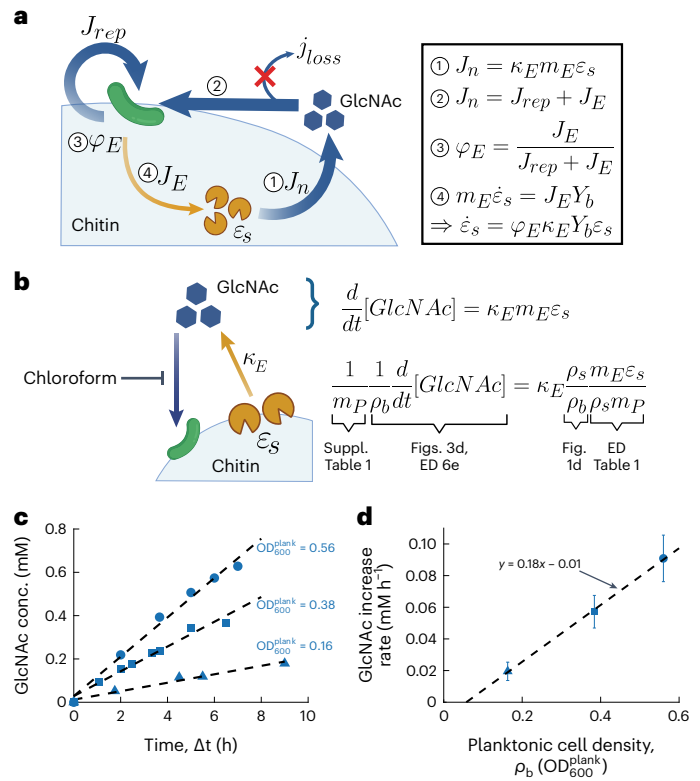 a
J_rep
j_loss
②
GlcNAc
③φ_E
④J_E
①J_n
ε_s
Chitin
① J_n = κ_E m_E ε_s
② J_n = J_rep + J_E
③ φ_E = J_E / (J_rep + J_E)
④ m_E ε̇_s = J_E Y_b
⇒ ε̇_s = φ_E κ_E Y_b ε_s
b
GlcNAc
} d/dt [GlcNAc] = κ_E m_E ε_s
Chloroform
κ_E
ε_s
Chitin
1/m_P 1/ρ_b d/dt [GlcNAc] = κ_E ρ_s/ρ_b m_E ε_s/ρ_s m_P
Suppl. Table 1
Figs. 3d, ED 6e
Fig. 1d
ED Table 1
c
GlcNAc conc. (mM)
0.8
0.6
0.4
0.2
0
0 2 4 6 8 10
Time, Δt (h)
OD₆₀₀^plank = 0.56
OD₆₀₀^plank = 0.38
OD₆₀₀^plank = 0.16
d
GlcNAc increase
rate (mM h⁻¹)
0.10
0.08
0.06
0.04
0.02
0
y = 0.18x − 0.01
0 0.2 0.4 0.6
Planktonic cell density,
ρ_b (OD₆₀₀^plank)